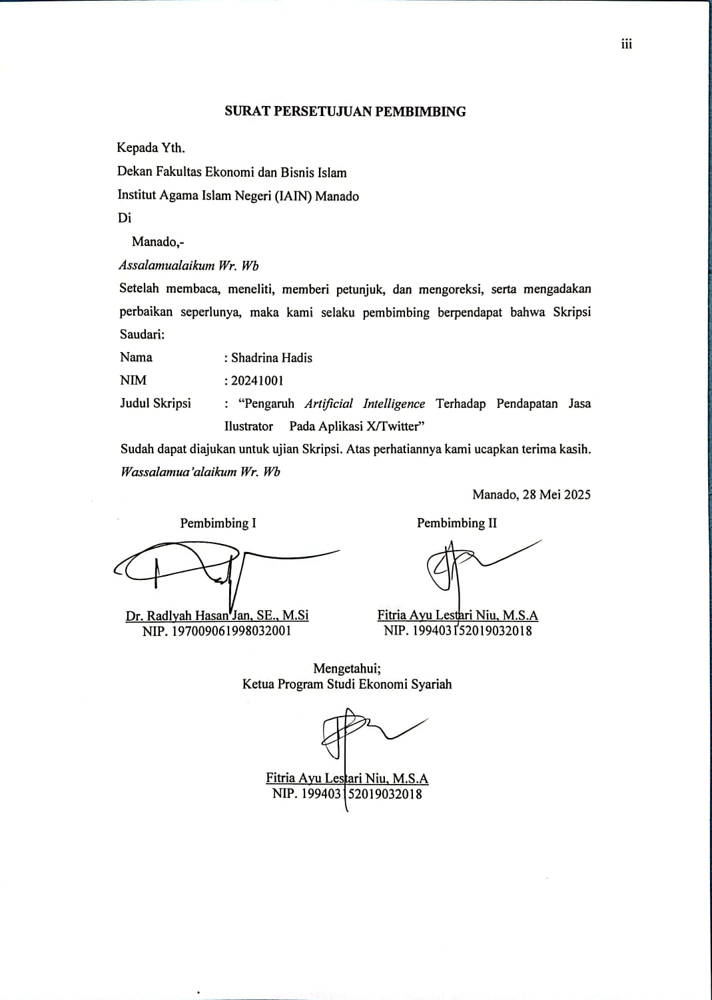 iii
SURAT PERSETUJUAN PEMBIMBING
Kepada Yth.
Dekan Fakultas Ekonomi dan Bisnis Islam
Institut Agama Islam Negeri (IAIN) Manado
Di
Manado,-
Assalamualaikum Wr. Wb
Setelah membaca, meneliti, memberi petunjuk, dan mengoreksi, serta mengadakan
perbaikan seperlunya, maka kami selaku pembimbing berpendapat bahwa Skripsi
Saudari:
Nama : Shadrina Hadis
NIM : 20241001
Judul Skripsi : “Pengaruh Artificial Intelligence Terhadap Pendapatan Jasa
Ilustrator Pada Aplikasi X/Twitter”
Sudah dapat diajukan untuk ujian Skripsi. Atas perhatiannya kami ucapkan terima kasih.
Wassalamua’alaikum Wr. Wb
Manado, 28 Mei 2025
Pembimbing I Pembimbing II
Dr. Radlyah Hasan Jan, SE., M.Si Fitria Ayu Lestari Niu, M.S.A
NIP. 197009061998032001 NIP. 199403152019032018
Mengetahui;
Ketua Program Studi Ekonomi Syariah
Fitria Ayu Lestari Niu, M.S.A
NIP. 199403152019032018